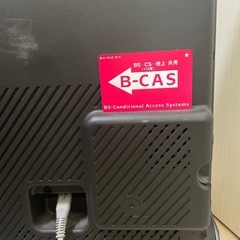 BS・CS・地上 共用
B-CAS
BS-Conditional Access Systems